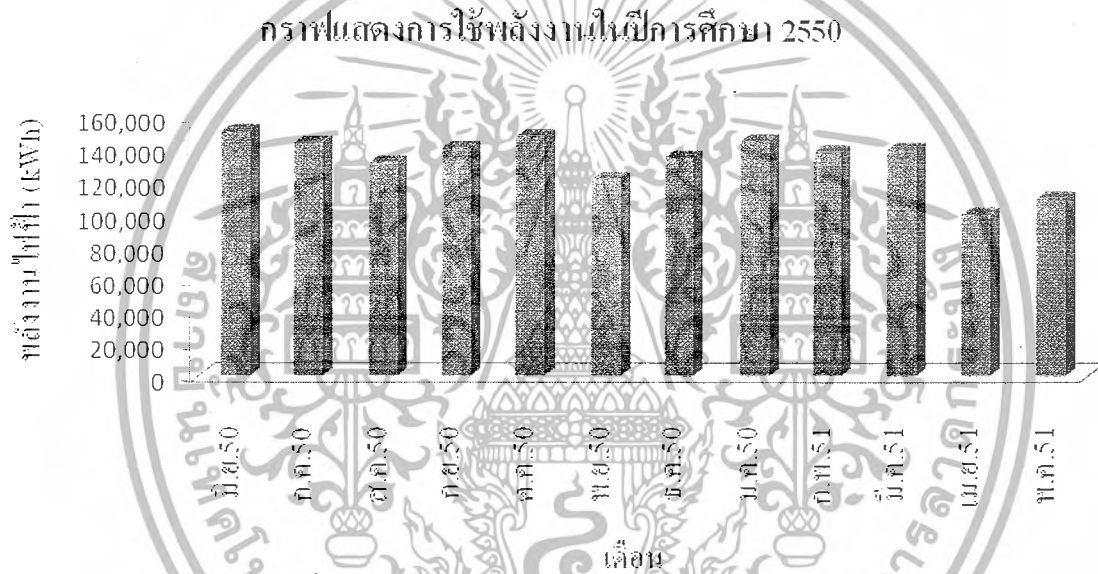 กราฟแสดงการใช้พลังงานในปีการศึกษา 2550
พลังงานไฟฟ้า (kWh)
160,000
140,000
120,000
100,000
80,000
60,000
40,000
20,000
0
มิ.ย.50
ก.ค.50
ส.ค.50
ก.ย.50
ต.ค.50
พ.ย.50
ธ.ค.50
ม.ค.50
ก.พ.51
มี.ค.51
เม.ย.51
พ.ค.51
เดือน